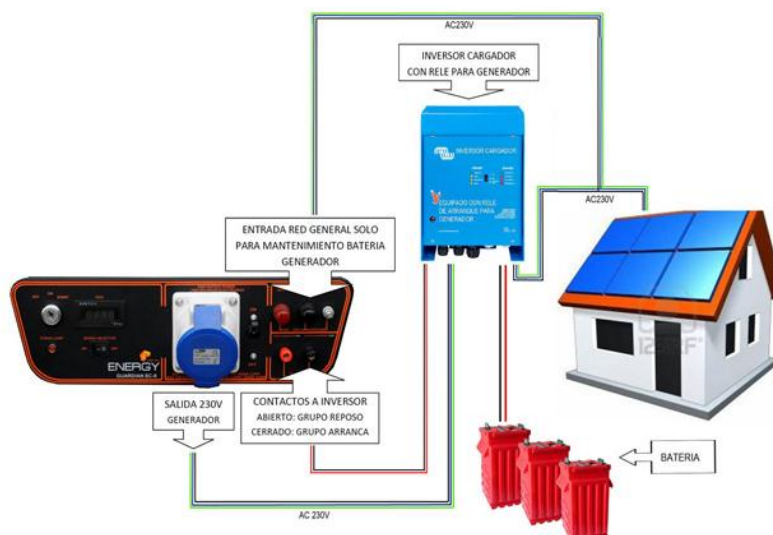 AC230V
INVERSOR CARGADOR
CON RELE PARA GENERADOR
INVERSOR CARGADOR
EQUIPADO CON RELE
DE ARRANQUE PARA
GENERADOR
AC230V
ENTRADA RED GENERAL SOLO
PARA MANTENIMIENTO BATERIA
GENERADOR
ENERGY
GUARDIAN SC-6
SALIDA 230V
GENERADOR
CONTACTOS A INVERSOR
ABIERTO: GRUPO REPOSO
CERRADO: GRUPO ARRANCA
BATERIA
AC 230V